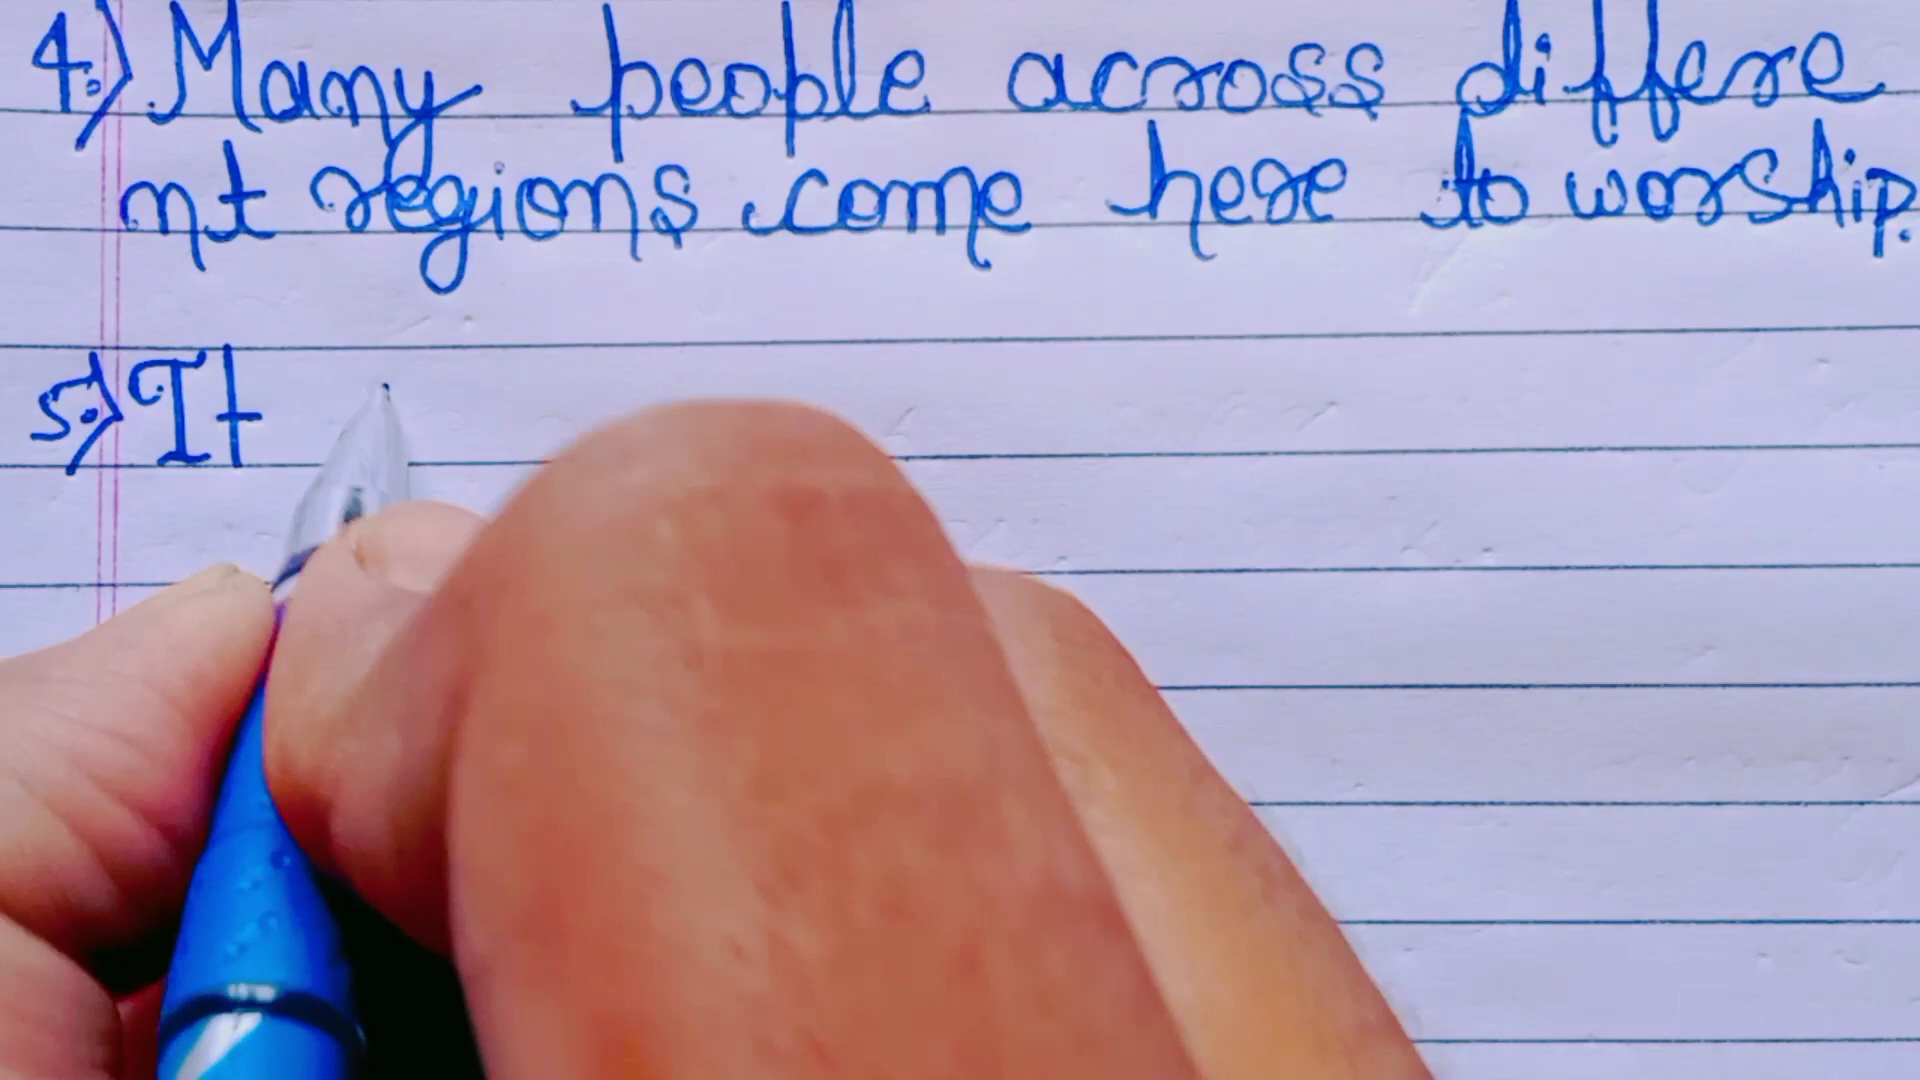 4.) Many people across differe
nt regions come here to worship.
5.) It